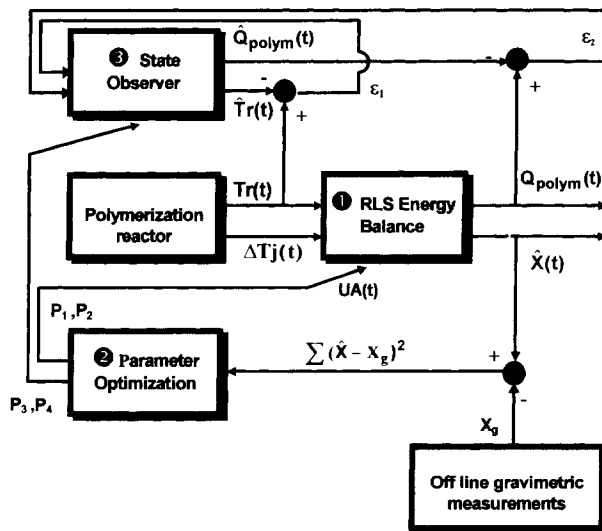 Q̂polym(t)
ε₂
❸ State
Observer
-
-
T̂r(t)
ε₁
+
+
Tr(t)
❶ RLS Energy
Balance
Qpolym(t)
Polymerization
reactor
ΔTj(t)
X̂(t)
UA(t)
P₁ ,P₂
❷ Parameter
Optimization
∑ (X̂ – Xg)²
+
P₃,P₄
-
Xg
Off line gravimetric
measurements